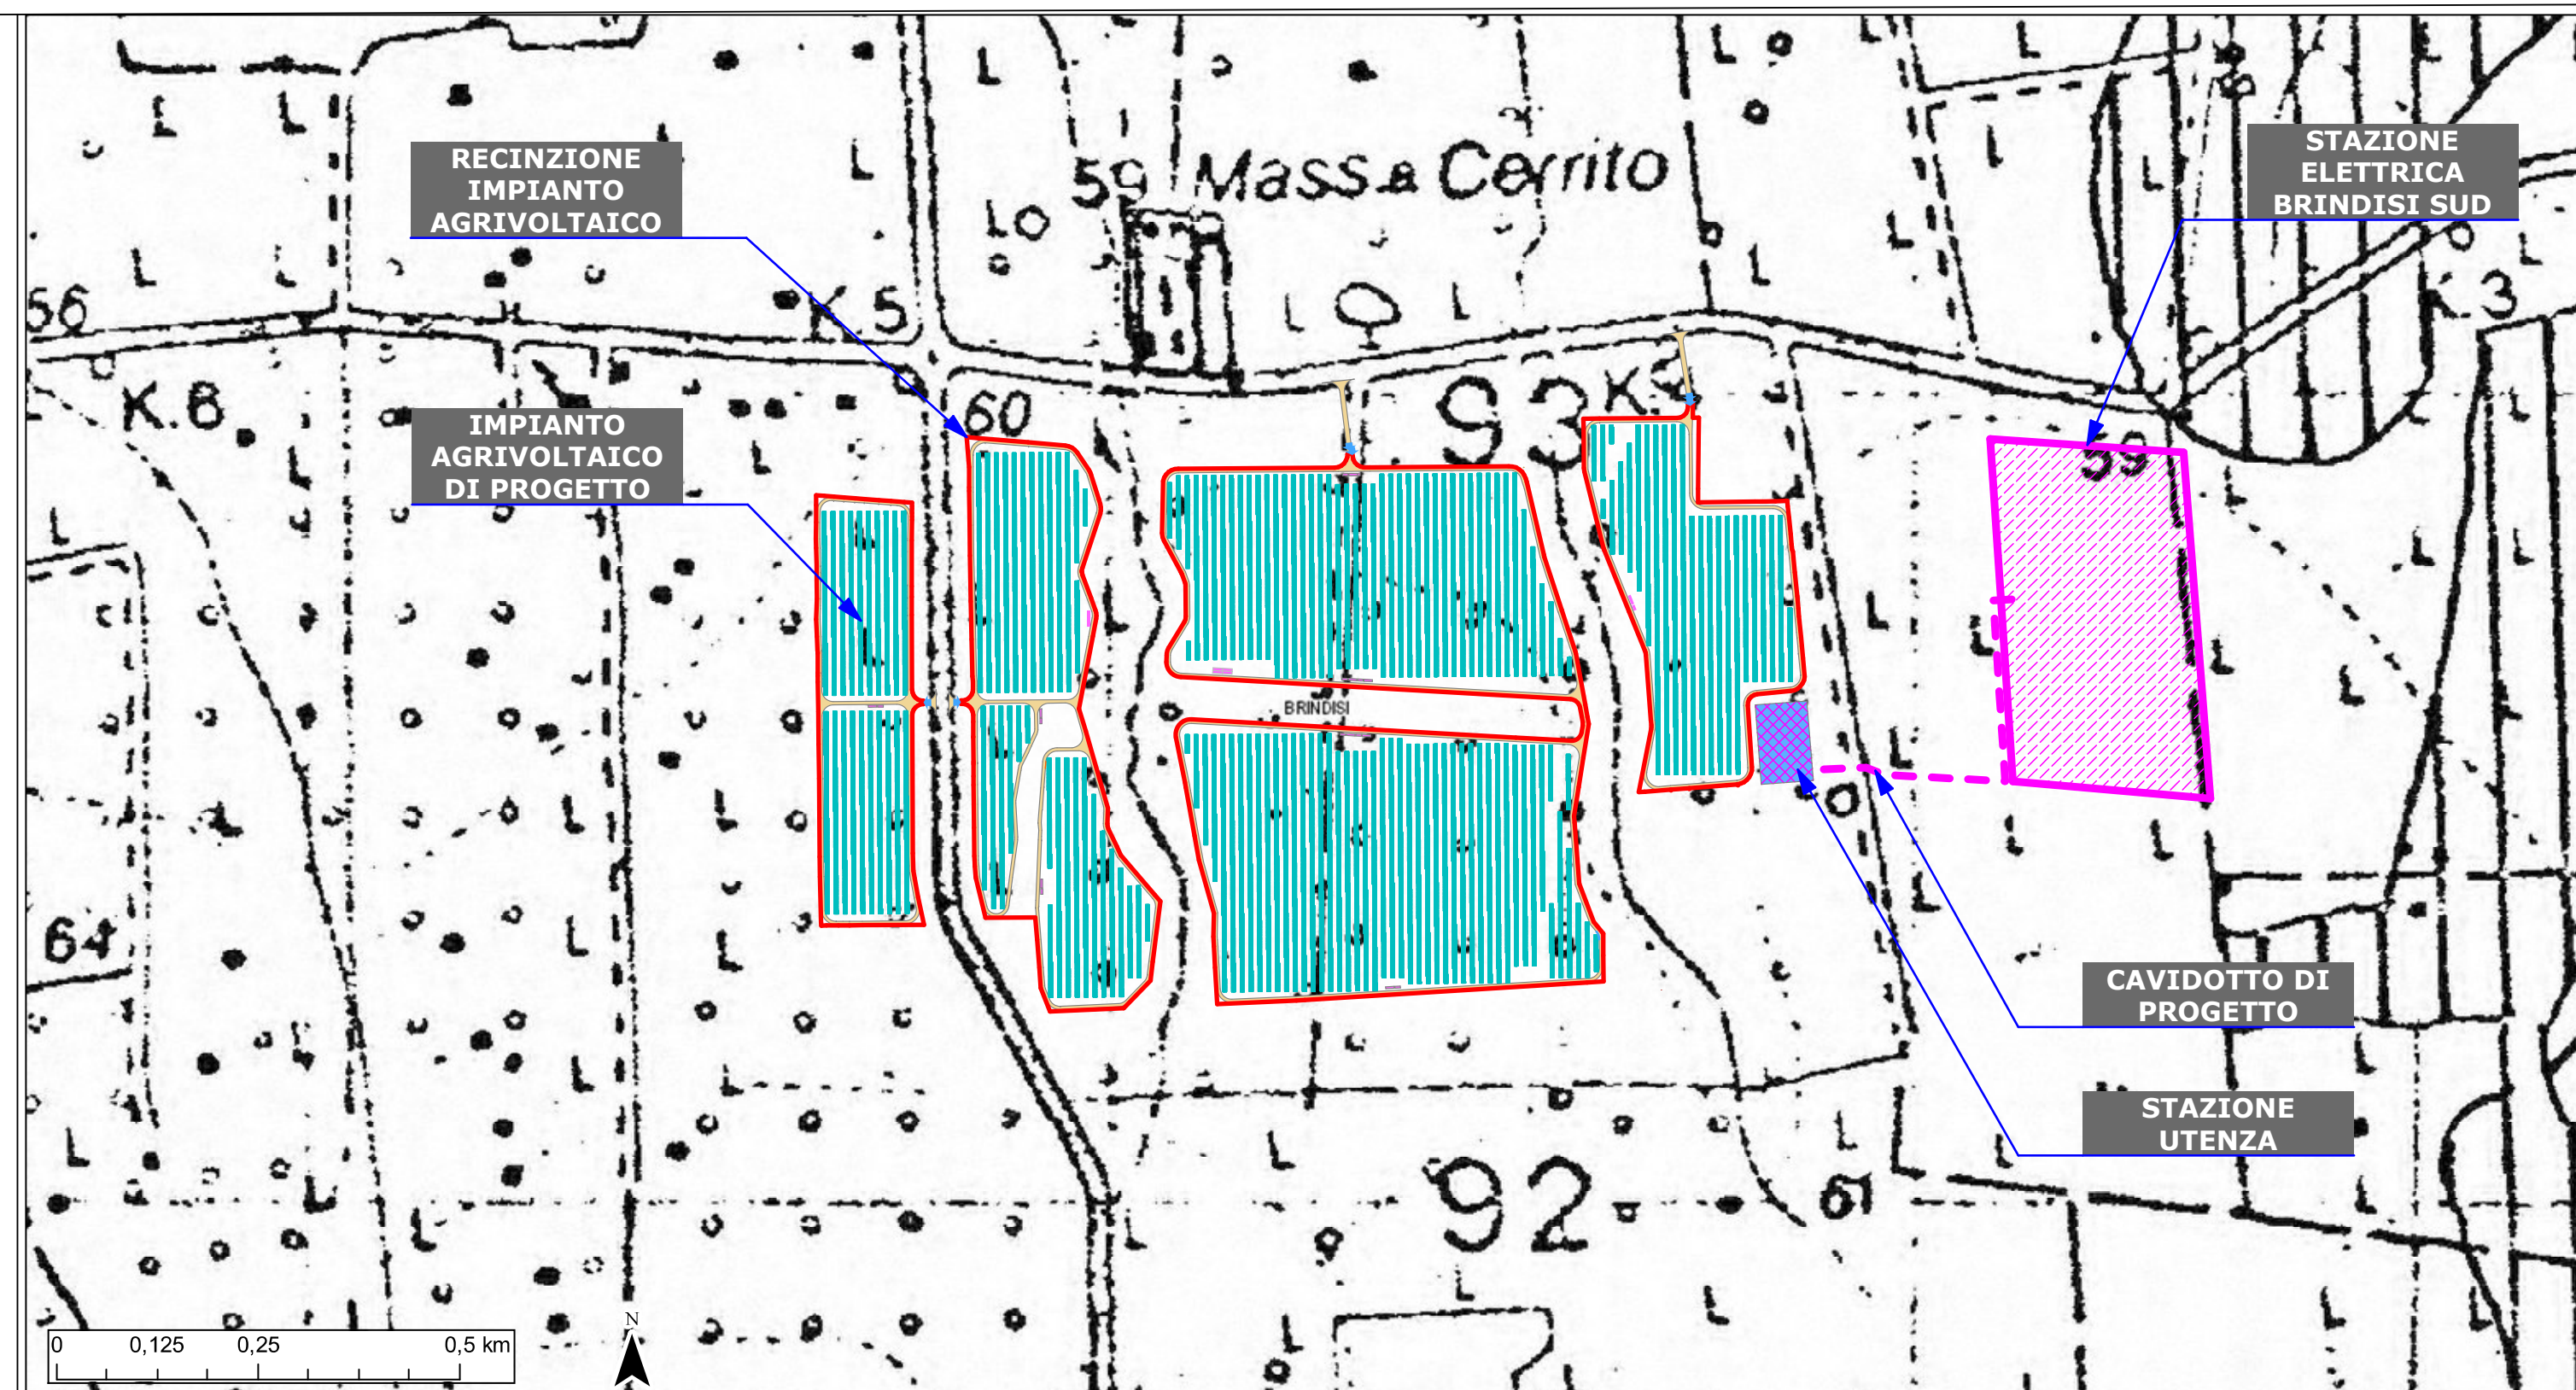 RECINZIONE
IMPIANTO
AGRIVOLTAICO
STAZIONE
ELETTRICA
BRINDISI SUD
59 Mass.a Cerrito
56
K.5
K.3
K.8
60
93
59
IMPIANTO
AGRIVOLTAICO
DI PROGETTO
BRINDISI
64
CAVIDOTTO DI
PROGETTO
STAZIONE
UTENZA
92
61
N
0 0,125 0,25 0,5 km